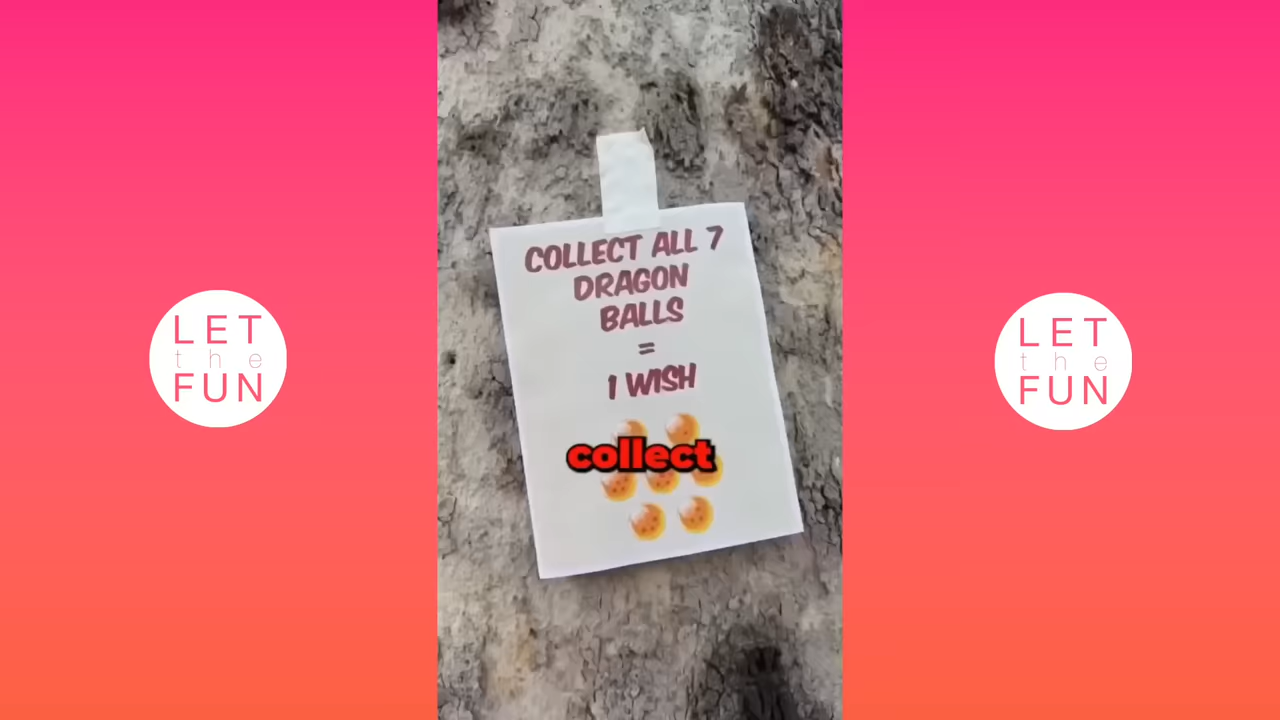 LET
the
FUN
COLLECT ALL 7
DRAGON
BALLS
=
1 WISH
collect
LET
the
FUN